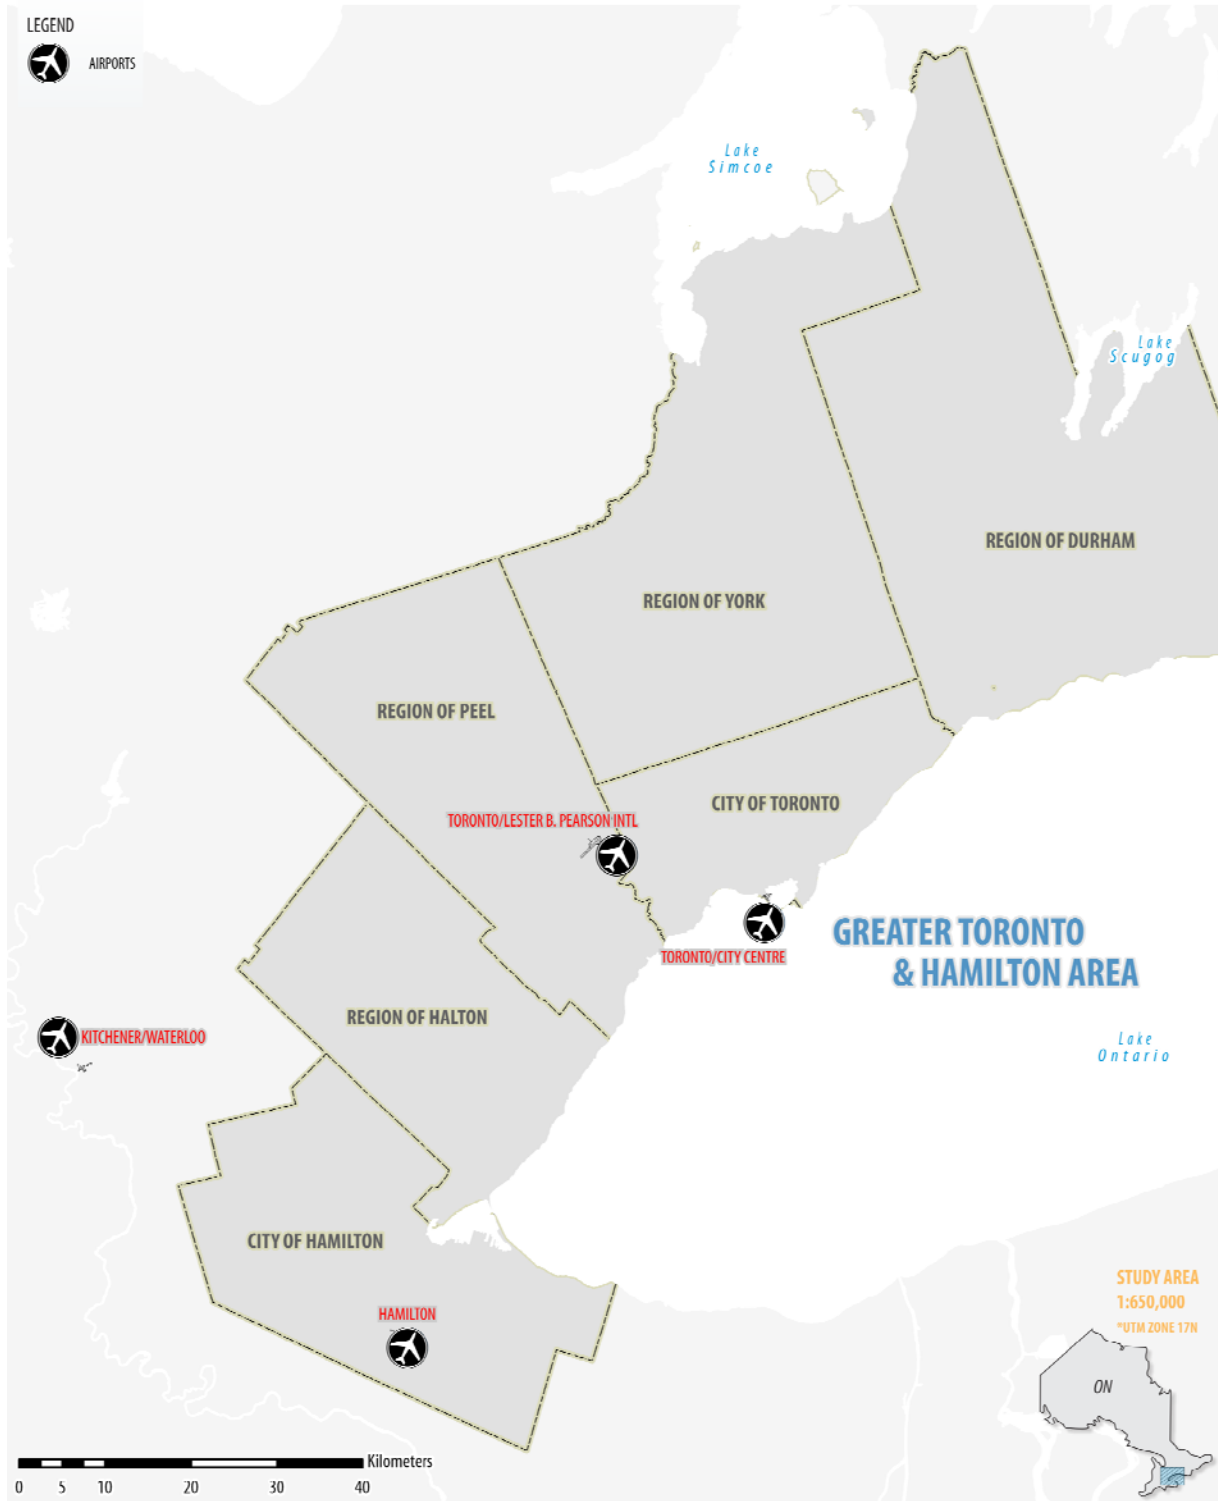 LEGEND
AIRPORTS
Lake
Simcoe
Lake
Scugog
REGION OF DURHAM
REGION OF YORK
REGION OF PEEL
CITY OF TORONTO
TORONTO/LESTER B. PEARSON INTL
TORONTO/CITY CENTRE
GREATER TORONTO
& HAMILTON AREA
REGION OF HALTON
KITCHENER/WATERLOO
Lake
Ontario
CITY OF HAMILTON
HAMILTON
STUDY AREA
1:650,000
*UTM ZONE 17N
ON
Kilometers
0 5 10 20 30 40